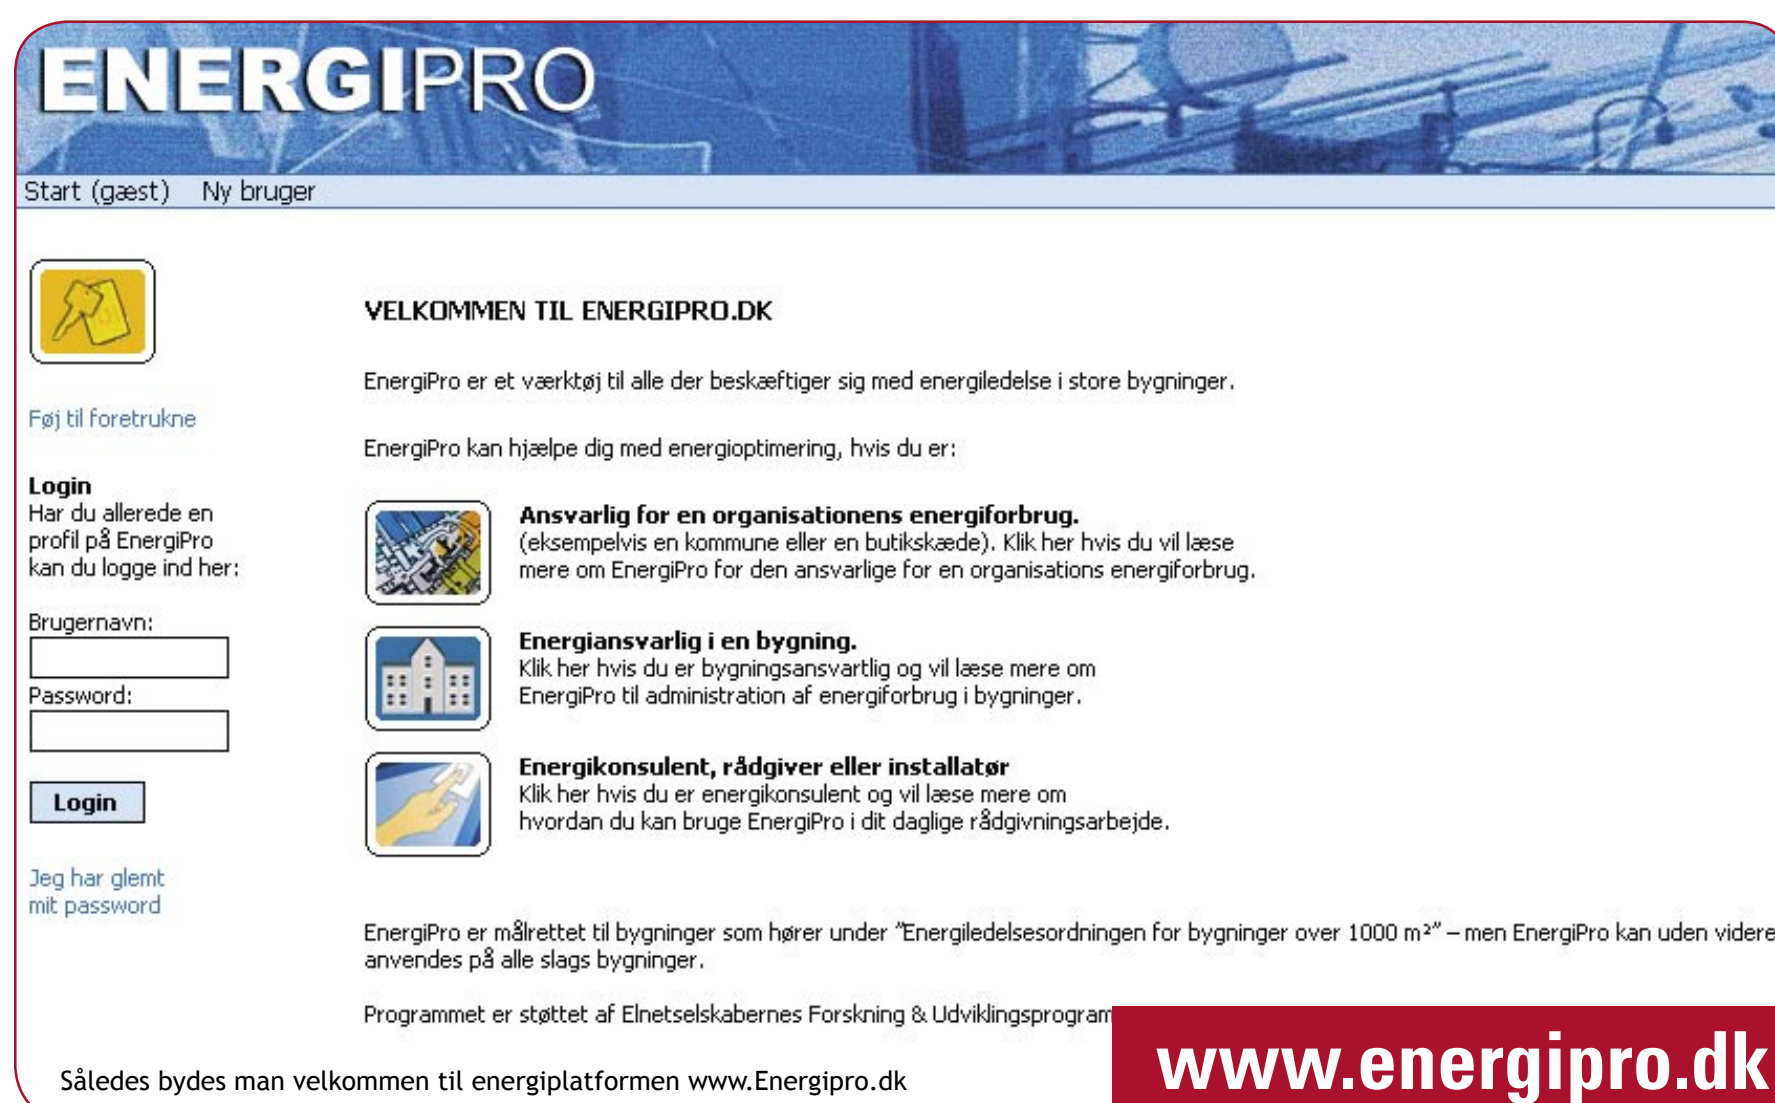 ENERGIPRO
Start (gæst) Ny bruger
Føj til foretrukne
Login
Har du allerede en
profil på EnergiPro
kan du logge ind her:
Brugernavn:
Password:
Login
Jeg har glemt
mit password
VELKOMMEN TIL ENERGIPRO.DK
EnergiPro er et værktøj til alle der beskæftiger sig med energiledelse i store bygninger.
EnergiPro kan hjælpe dig med energioptimering, hvis du er:
Ansvarlig for en organisationens energiforbrug.
(eksempelvis en kommune eller en butikskæde). Klik her hvis du vil læse
mere om EnergiPro for den ansvarlige for en organisations energiforbrug.
Energiansvarlig i en bygning.
Klik her hvis du er bygningsansvartlig og vil læse mere om
EnergiPro til administration af energiforbrug i bygninger.
Energikonsulent, rådgiver eller installatør
Klik her hvis du er energikonsulent og vil læse mere om
hvordan du kan bruge EnergiPro i dit daglige rådgivningsarbejde.
EnergiPro er målrettet til bygninger som hører under "Energiledelsesordningen for bygninger over 1000 m²" – men EnergiPro kan uden videre
anvendes på alle slags bygninger.
Programmet er støttet af Elnetselskabernes Forskning & Udviklingsprogram
www.energipro.dk
Således bydes man velkommen til energiplatformen www.Energipro.dk